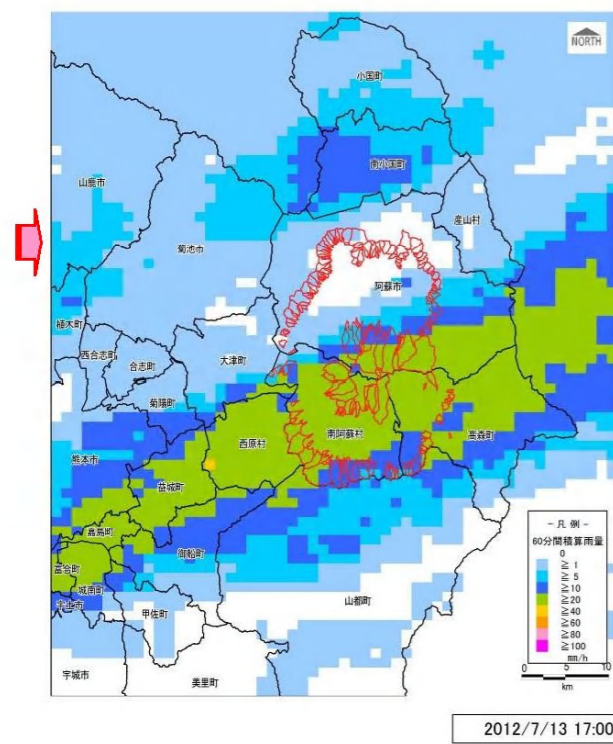 NORTH
小国町
南小国町
山鹿市
産山村
菊池市
阿蘇市
植木町
西合志町
合志町
大津町
菊陽町
熊本市
西原村
南阿蘇村
高森町
益城町
嘉島町
御船町
富合町
城南町
宇土市
甲佐町
山都町
宇城市
美里町
- 凡 例 -
60分間積算雨量
0
≧ 1
≧ 5
≧ 10
≧ 20
≧ 40
≧ 60
≧ 80
≧ 100
mm/h
0 5 10
km
2012/7/13 17:00